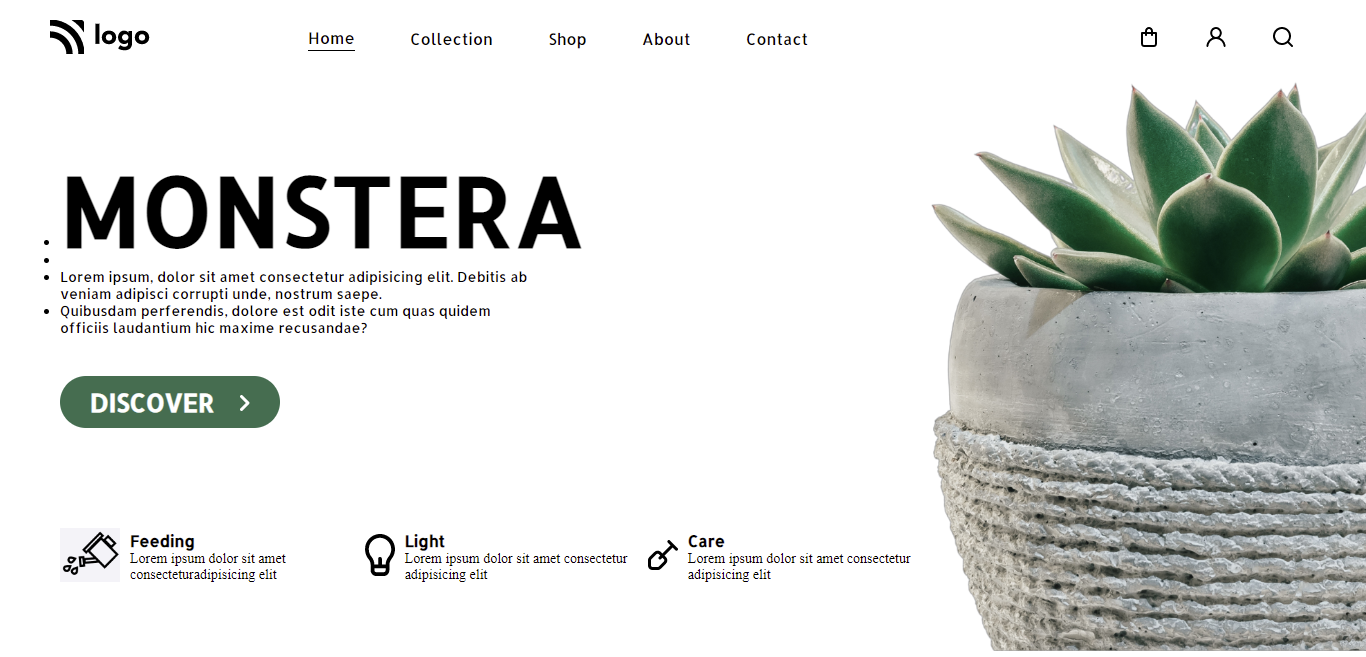 logo
Home Collection Shop About Contact
MONSTERA
Lorem ipsum, dolor sit amet consectetur adipisicing elit. Debitis ab
veniam adipisci corrupti unde, nostrum saepe.
Quibusdam perferendis, dolore est odit iste cum quas quidem
officiis laudantium hic maxime recusandae?
DISCOVER
Feeding
Lorem ipsum dolor sit amet
consecteturadipisicing elit
Light
Lorem ipsum dolor sit amet consectetur
adipisicing elit
Care
Lorem ipsum dolor sit amet consectetur
adipisicing elit